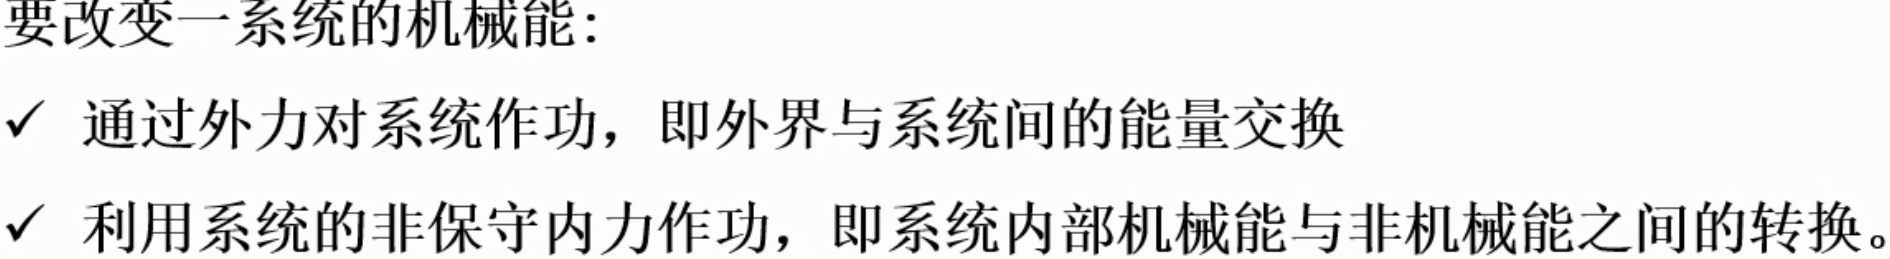 要改变一系统的机械能：
✓ 通过外力对系统作功，即外界与系统间的能量交换
✓ 利用系统的非保守内力作功，即系统内部机械能与非机械能之间的转换。